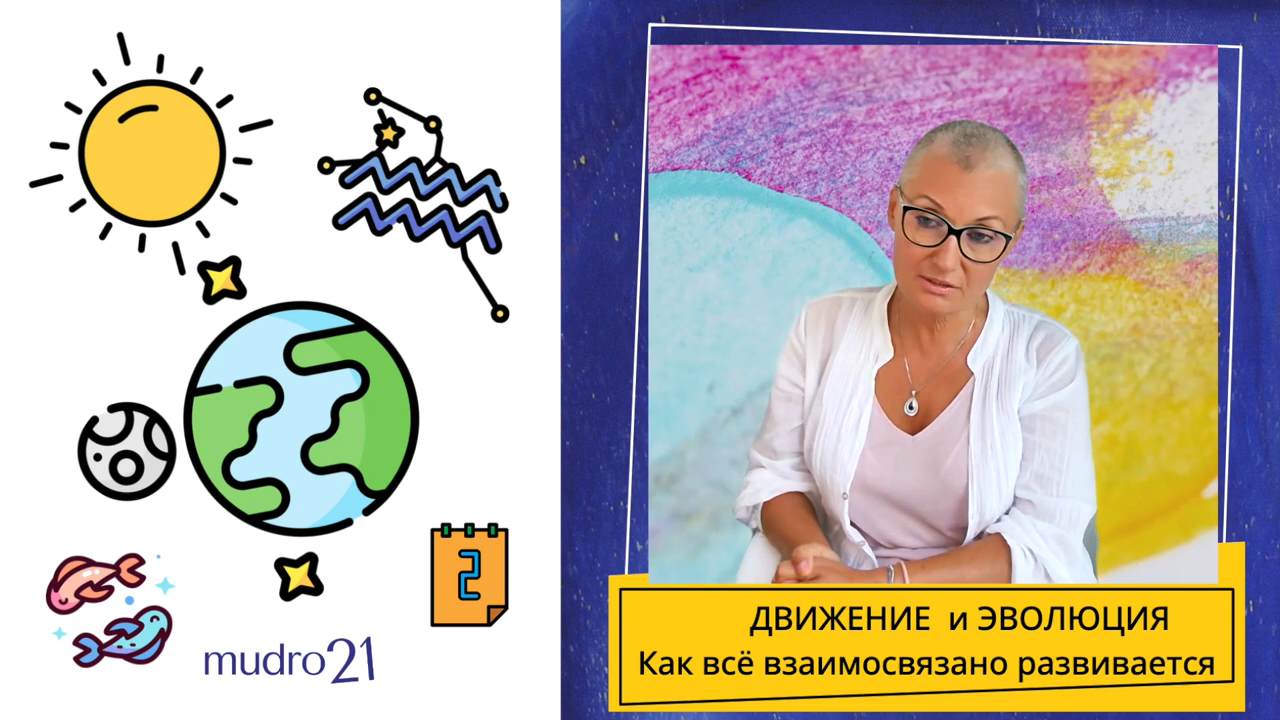 2
mudro21
ДВИЖЕНИЕ и ЭВОЛЮЦИЯ
Как всё взаимосвязано развивается